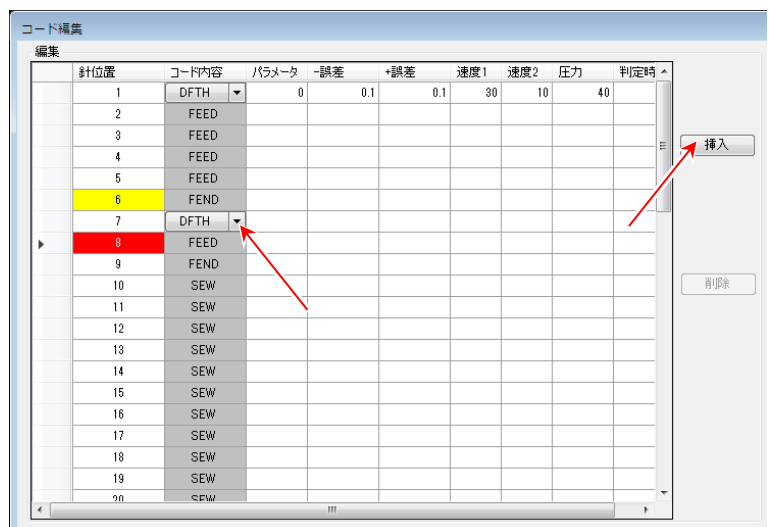 コード編集
編集
針位置 コード内容 パラメータ -誤差 +誤差 速度1 速度2 圧力 判定時
1 DFTH 0 0.1 0.1 30 10 40
2 FEED
3 FEED
4 FEED 挿入
5 FEED
6 FEND
7 DFTH
8 FEED
9 FEND
10 SEW 削除
11 SEW
12 SEW
13 SEW
14 SEW
15 SEW
16 SEW
17 SEW
18 SEW
19 SEW
20 SEW